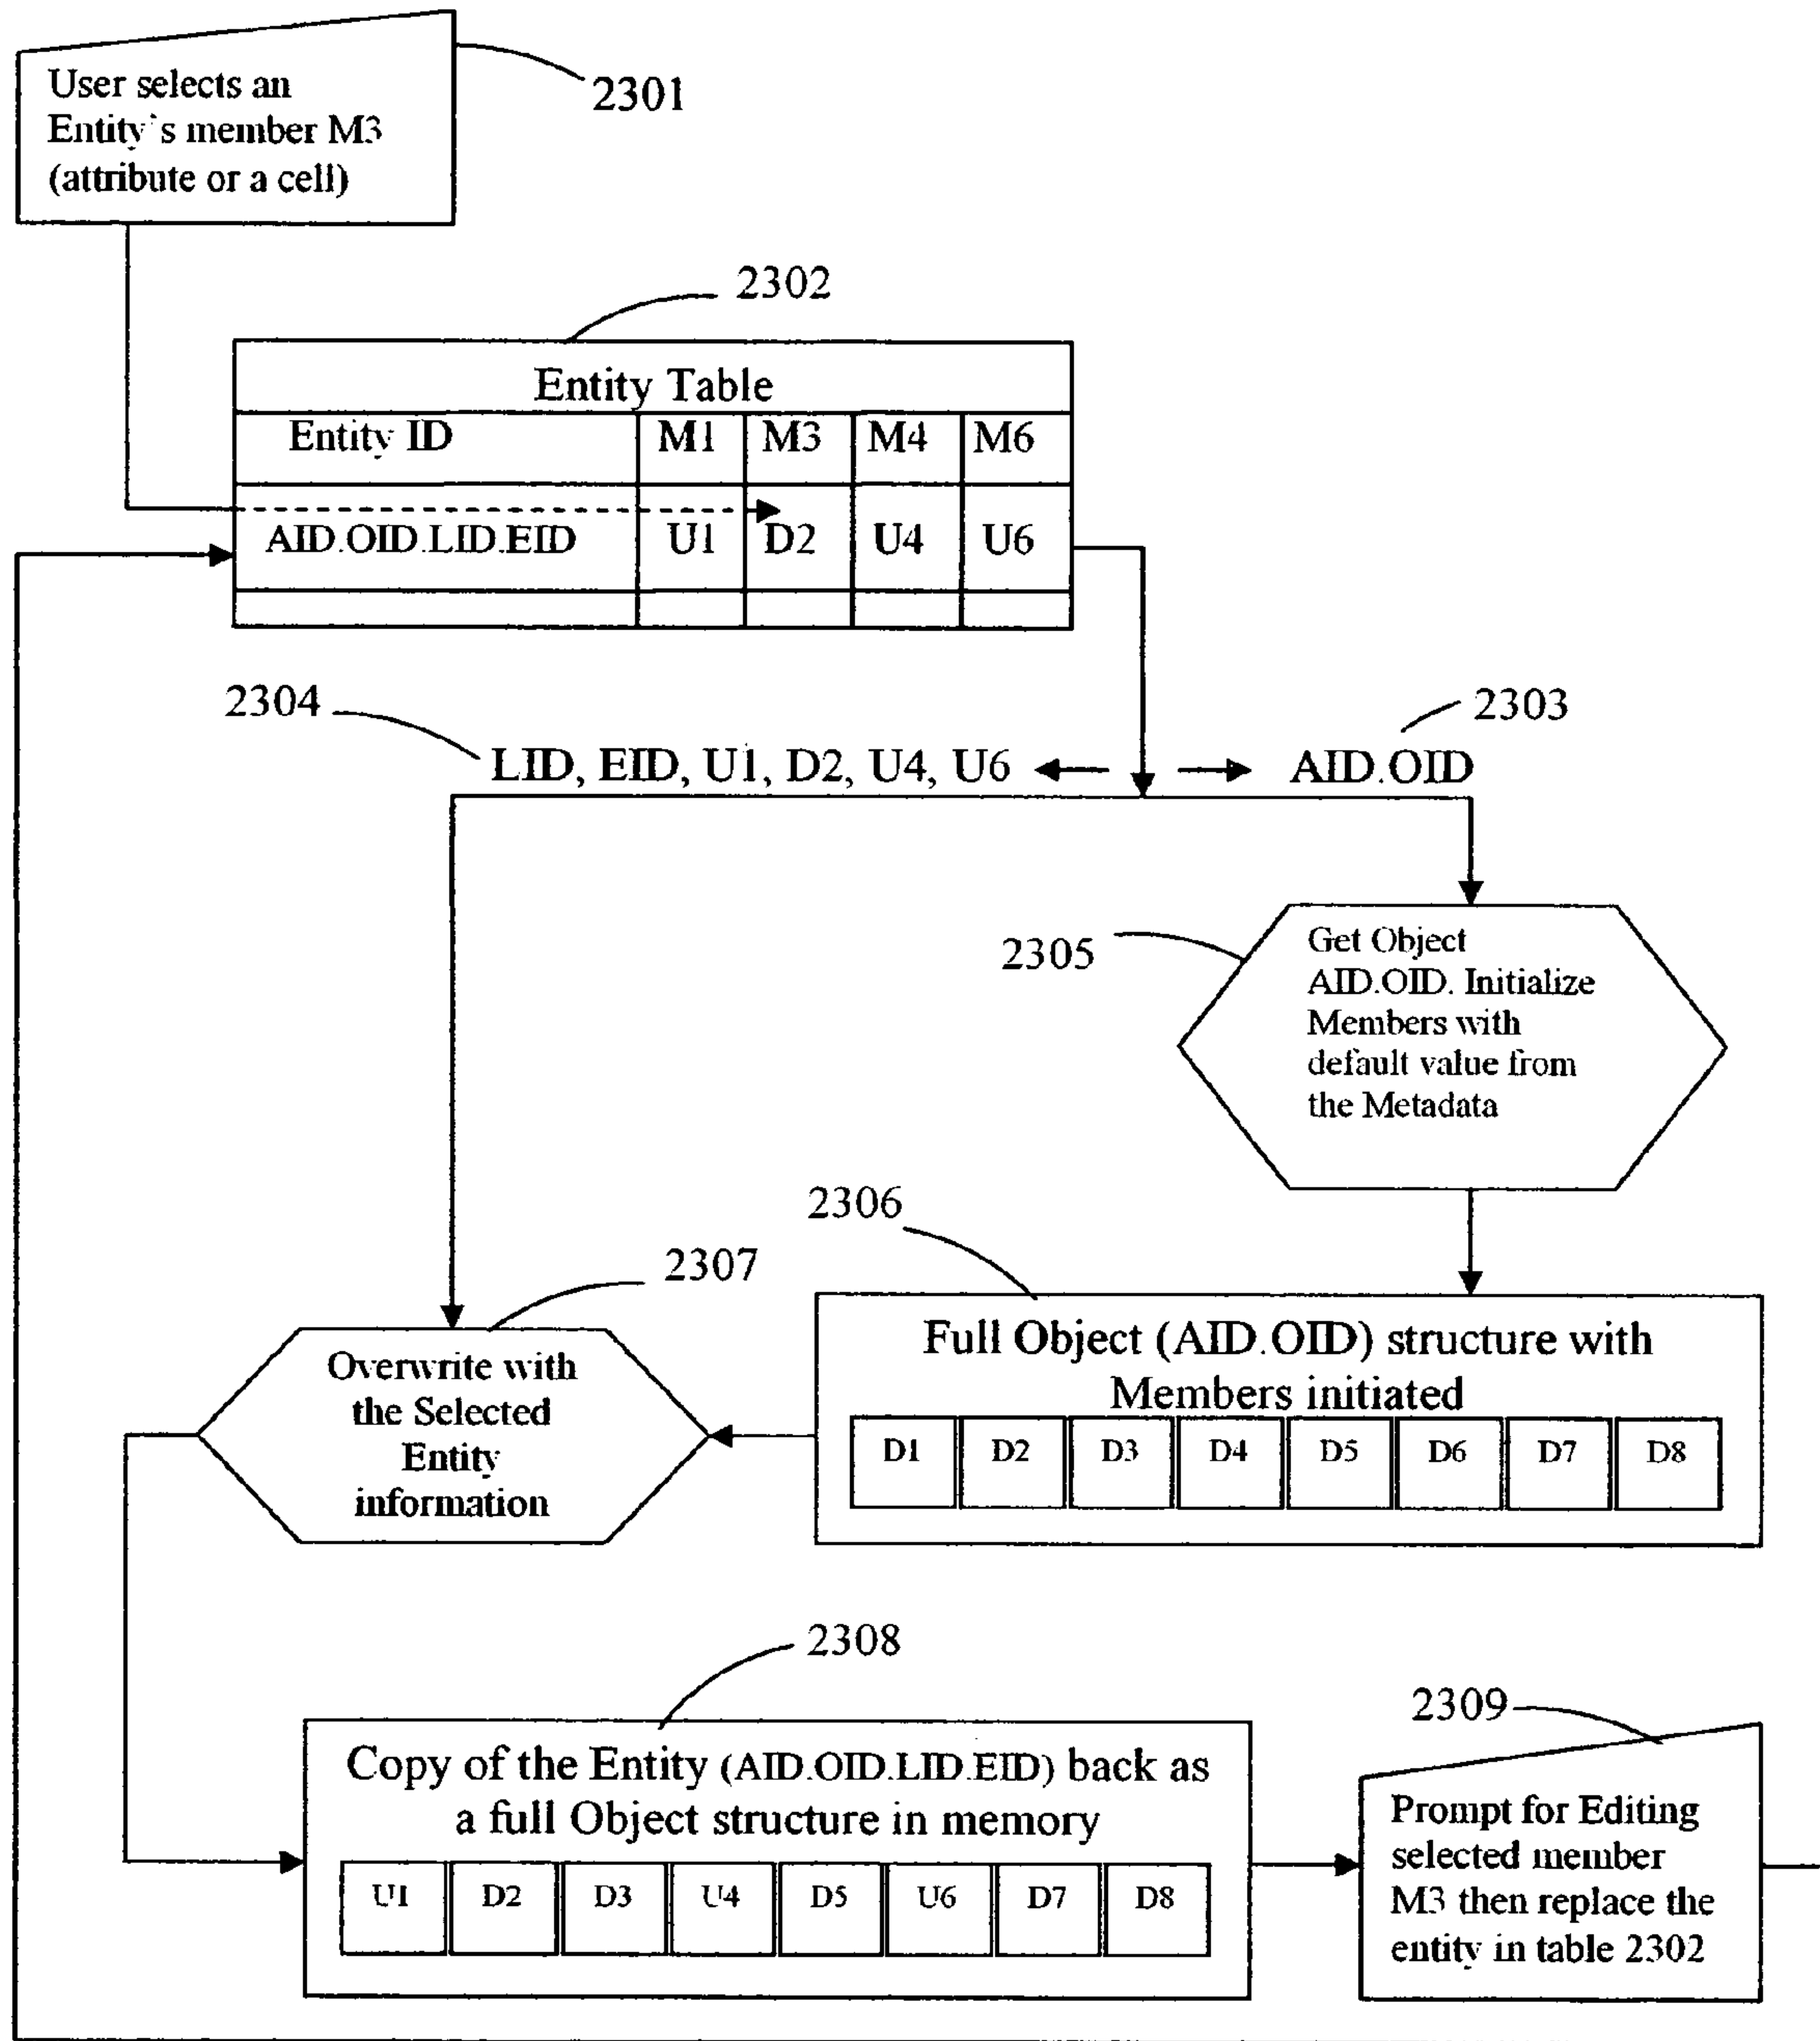 User selects an
Entity's member M3
(attribute or a cell)
2301
2302
Entity Table
Entity ID M1 M3 M4 M6
AID.OID.LID.EID U1 D2 U4 U6
2304
2303
LID, EID, U1, D2, U4, U6
AID.OID
2305
Get Object
AID.OID. Initialize
Members with
default value from
the Metadata
2306
2307
Full Object (AID.OID) structure with
Members initiated
D1 D2 D3 D4 D5 D6 D7 D8
Overwrite with
the Selected
Entity
information
2308
2309
Copy of the Entity (AID.OID.LID.EID) back as
a full Object structure in memory
U1 D2 D3 U4 D5 U6 D7 D8
Prompt for Editing
selected member
M3 then replace the
entity in table 2302